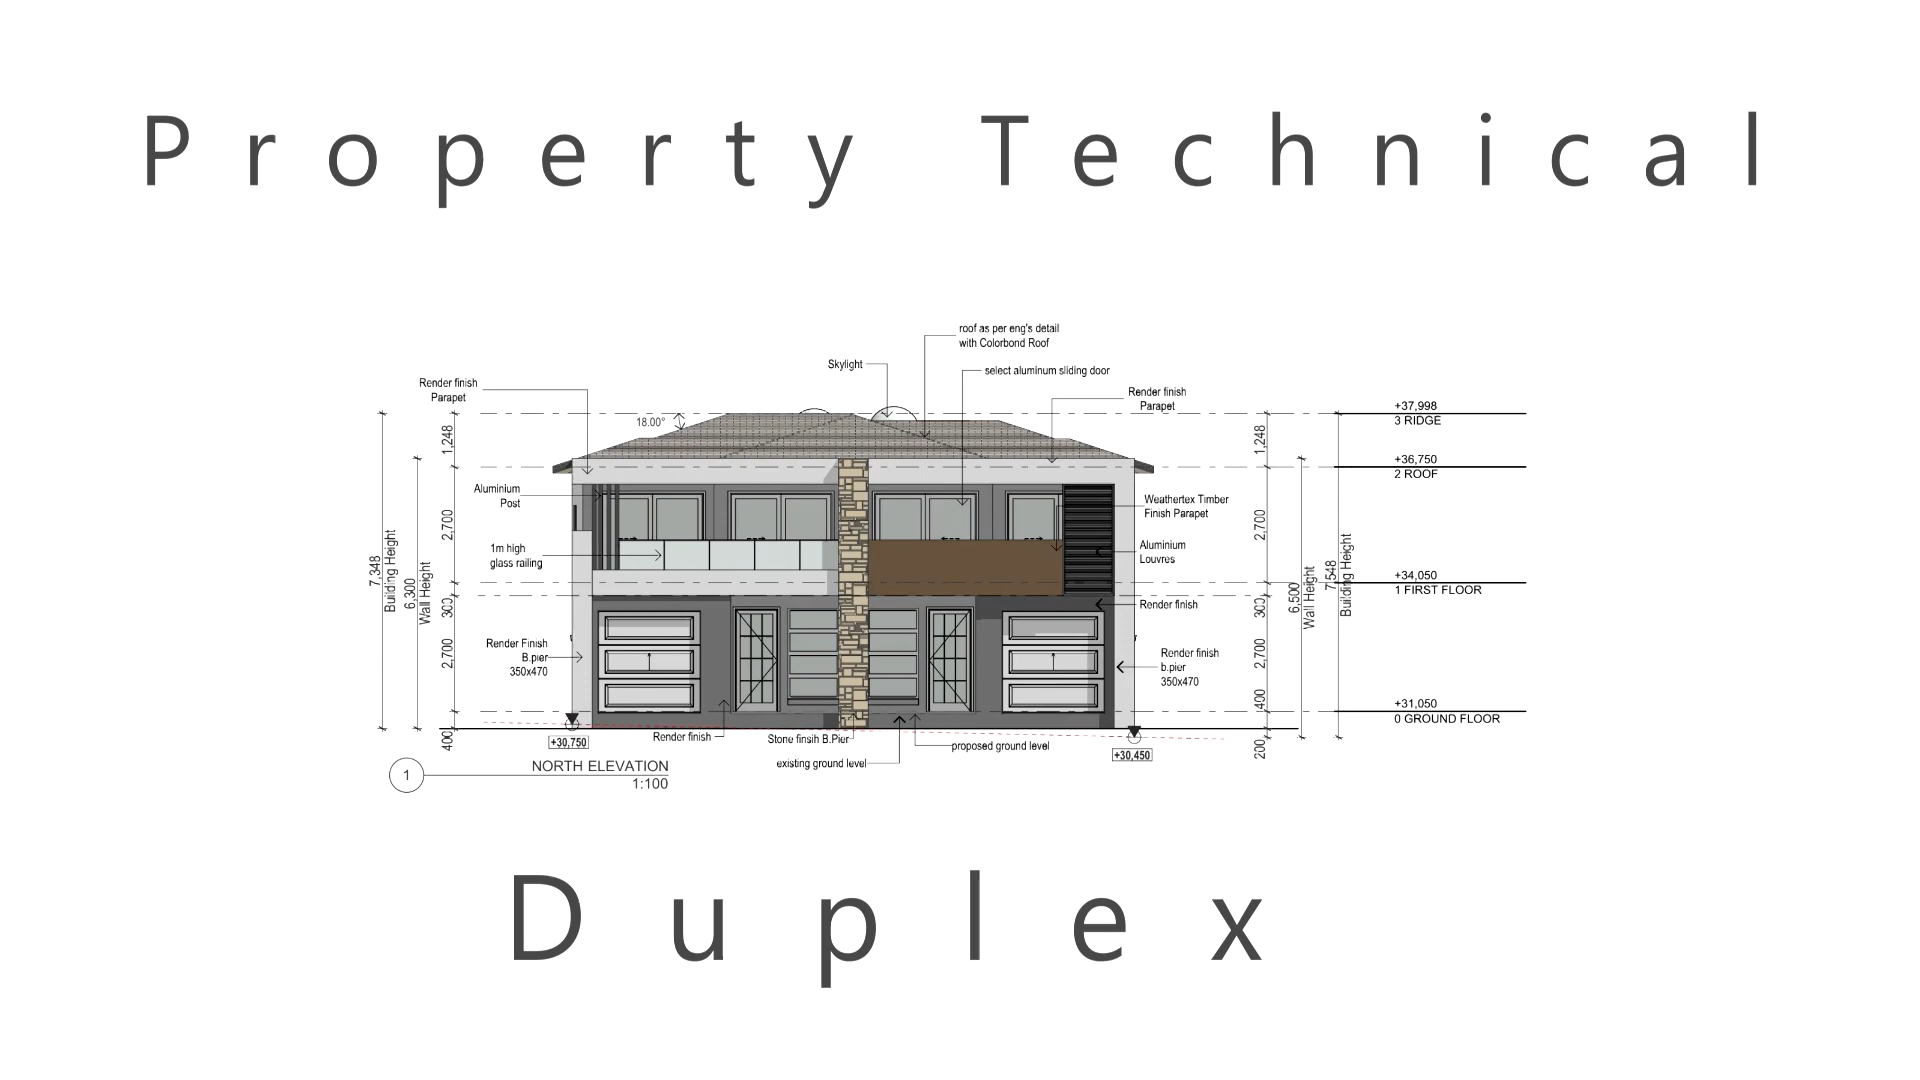 Property Technical
roof as per eng's detail
with Colorbond Roof
Skylight
select aluminum sliding door
Render finish
Parapet
Render finish
Parapet
18.00°
+37,998
3 RIDGE
+36,750
2 ROOF
+34,050
1 FIRST FLOOR
+31,050
0 GROUND FLOOR
Aluminium
Post
1m high
glass railing
Render Finish
B.pier
350x470
Weathertex Timber
Finish Parapet
Aluminium
Louvres
Render finish
Render finish
b.pier
350x470
7,348
Building Height
6,300
Wall Height
1,248
2,700
300
2,700
400
1,248
2,700
300
2,700
400
200
6,500
Wall Height
7,548
Building Height
+30,750
Render finish
Stone finsih B.Pier
existing ground level
proposed ground level
+30,450
1
NORTH ELEVATION
1:100
Duplex